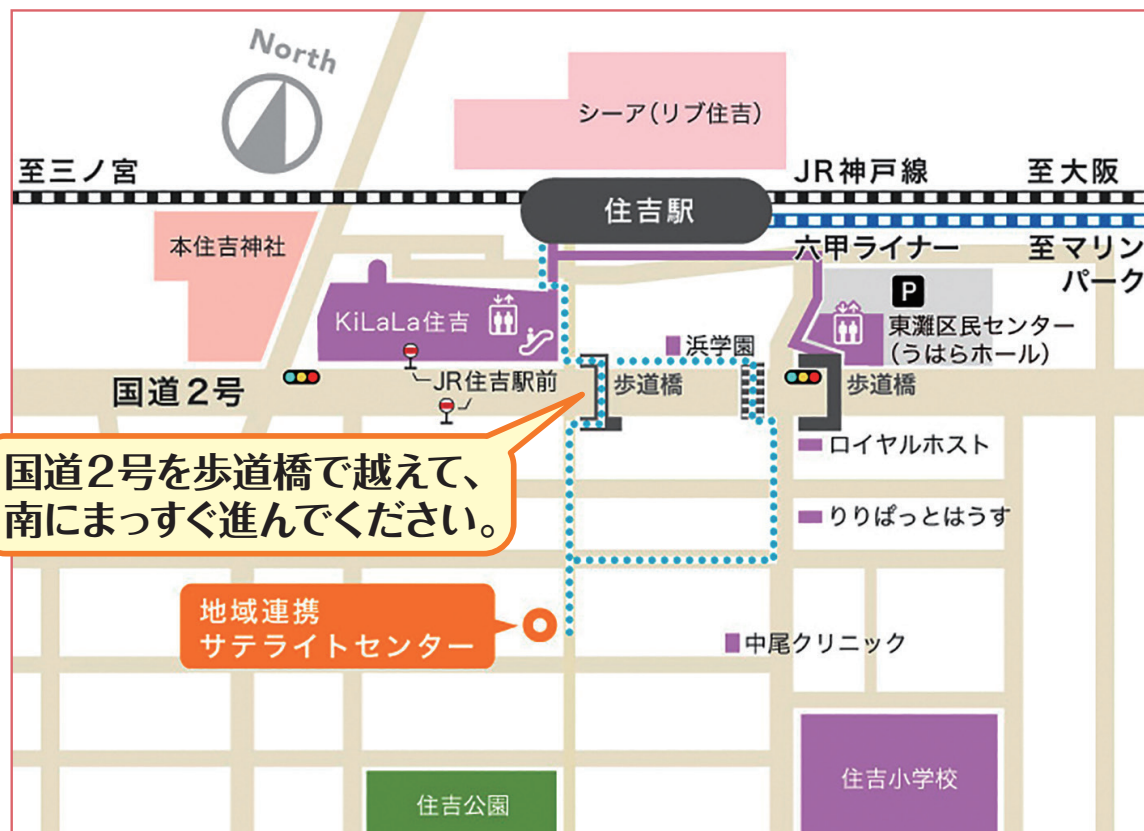 North
シーア(リブ住吉)
至三ノ宮
JR神戸線
至大阪
住吉駅
本住吉神社
六甲ライナー
至マリン
パーク
P
KiLaLa住吉
浜学園
東灘区民センター
(うはらホール)
国道2号
JR住吉駅前
歩道橋
歩道橋
ロイヤルホスト
国道2号を歩道橋で越えて、
南にまっすぐ進んでください。
りりぱっとはうす
地域連携
サテライトセンター
中尾クリニック
住吉小学校
住吉公園